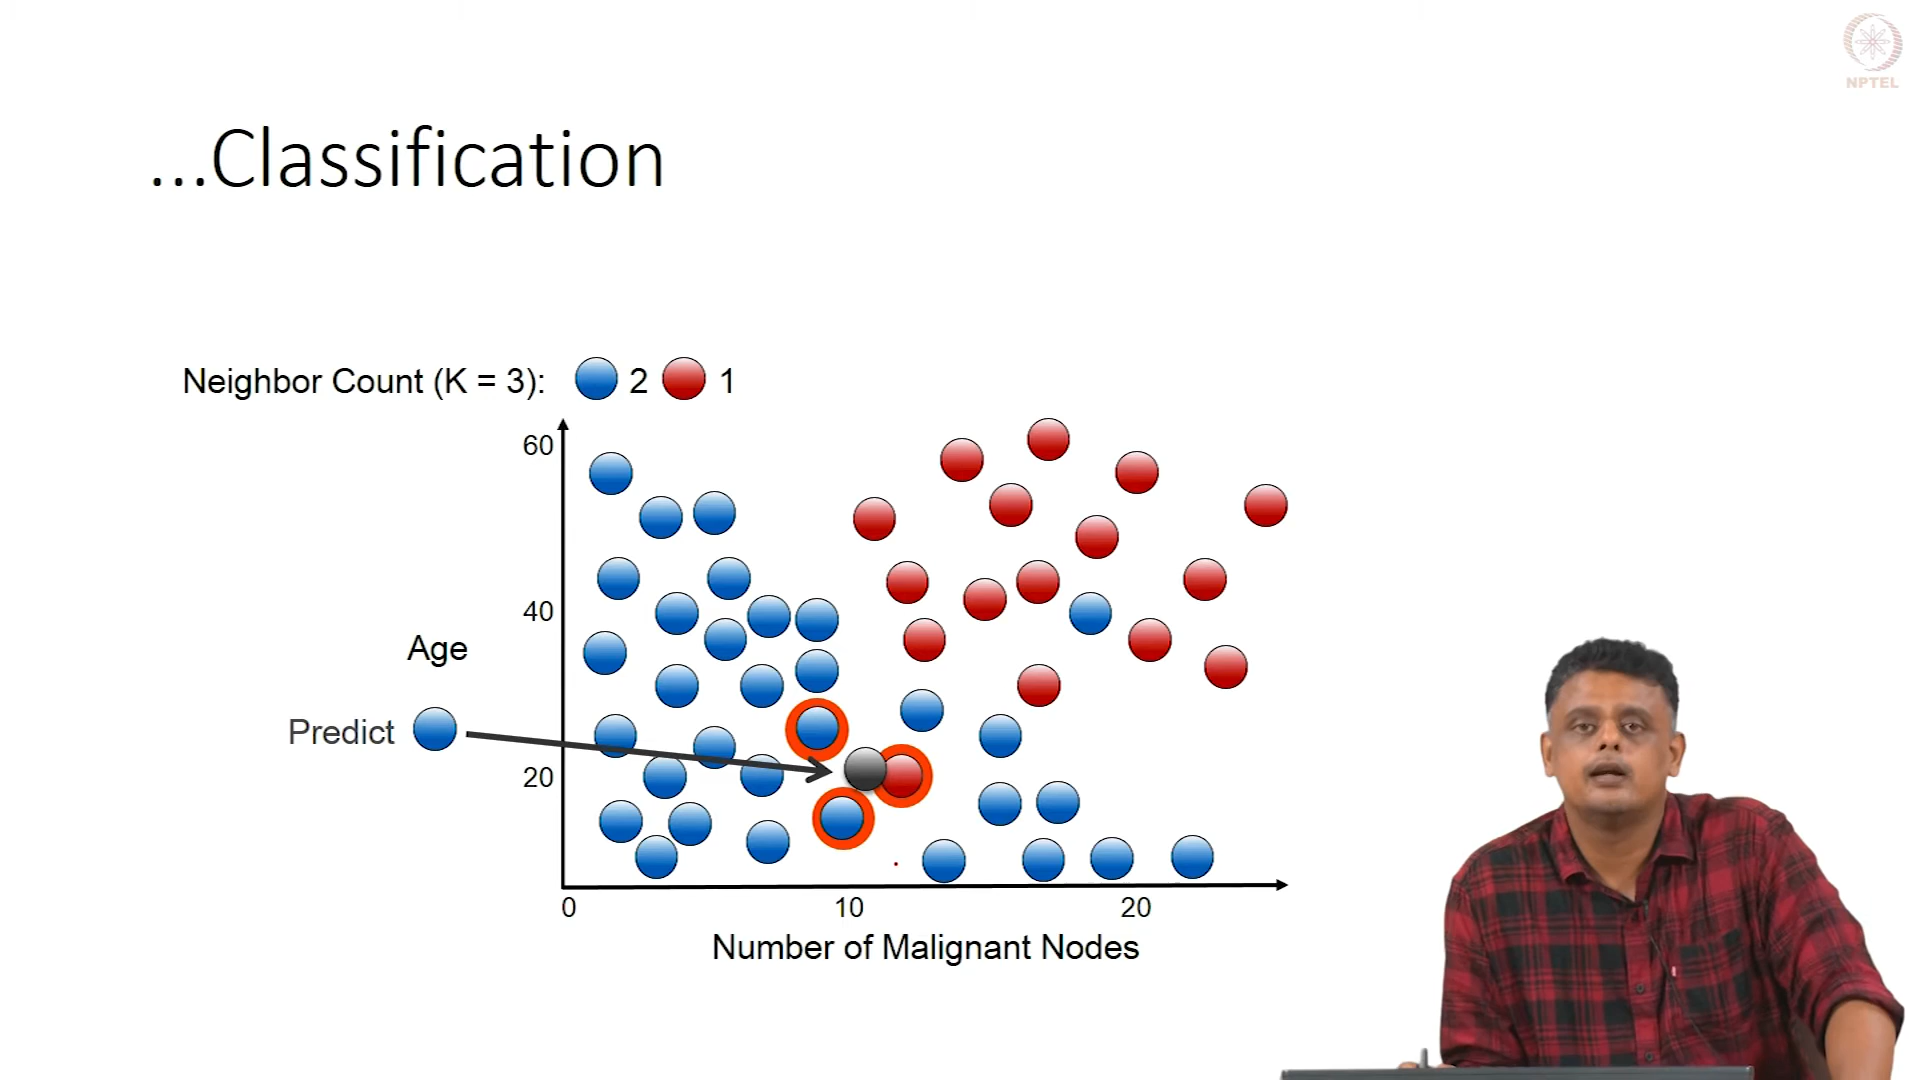 NPTEL
...Classification
Neighbor Count (K = 3): 2 1
60
40
Age
Predict
20
0 10 20
Number of Malignant Nodes